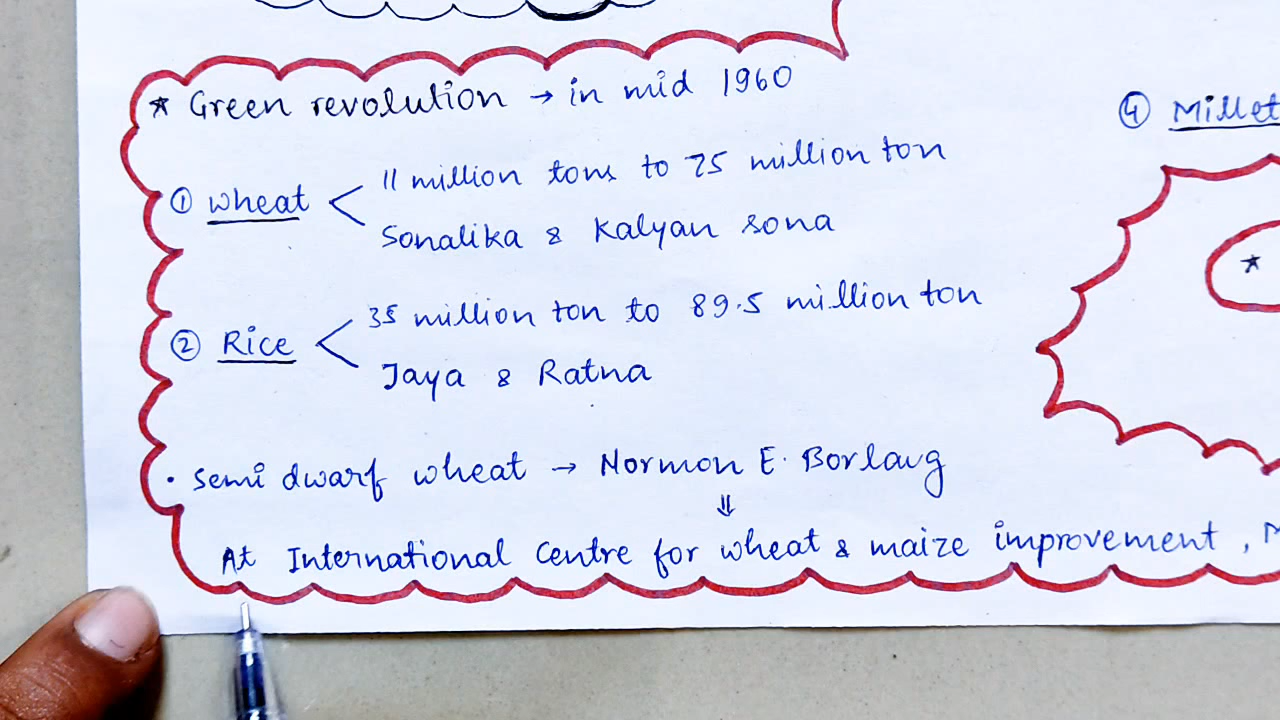 * Green revolution → in mid 1960
① wheat < 11 million tons to 75 million ton
Sonalika & Kalyan sona
② Rice < 35 million ton to 89.5 million ton
Jaya & Ratna
• semi dwarf wheat → Normon E. Borlaug
⇓
At International Centre for wheat & maize improvement,
④ Millet
*